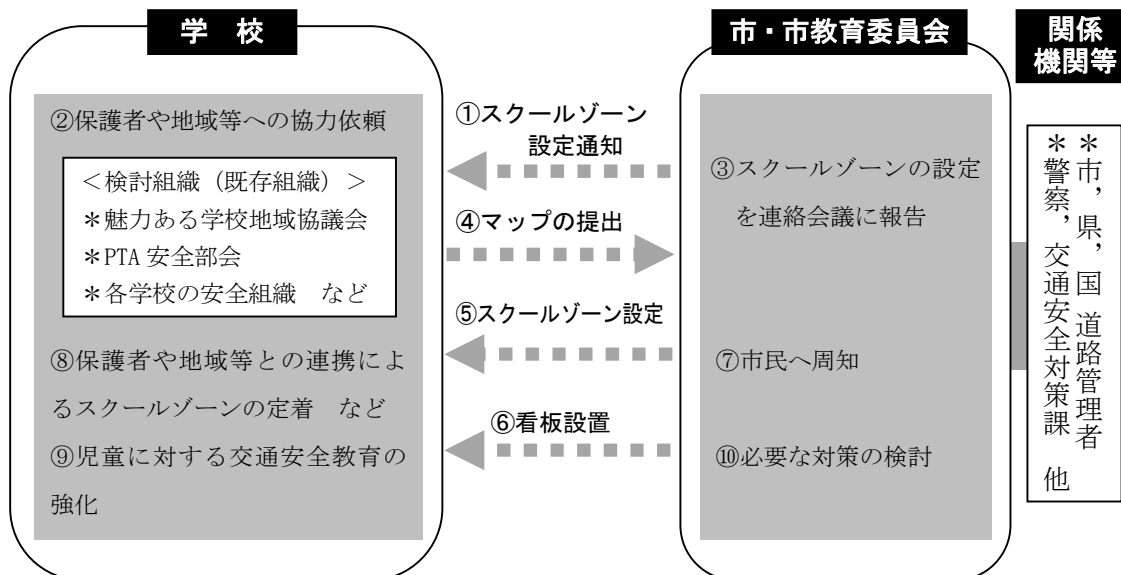 学 校
②保護者や地域等への協力依頼
＜検討組織（既存組織）＞
＊魅力ある学校地域協議会
＊PTA 安全部会
＊各学校の安全組織　など
⑧保護者や地域等との連携によ
るスクールゾーンの定着　など
⑨児童に対する交通安全教育の
強化
①スクールゾーン
設定通知
④マップの提出
⑤スクールゾーン設定
⑥看板設置
市・市教育委員会
③スクールゾーンの設定
を連絡会議に報告
⑦市民へ周知
⑩必要な対策の検討
関係
機関等
＊市，県，国 道路管理者
＊警察，交通安全対策課　他